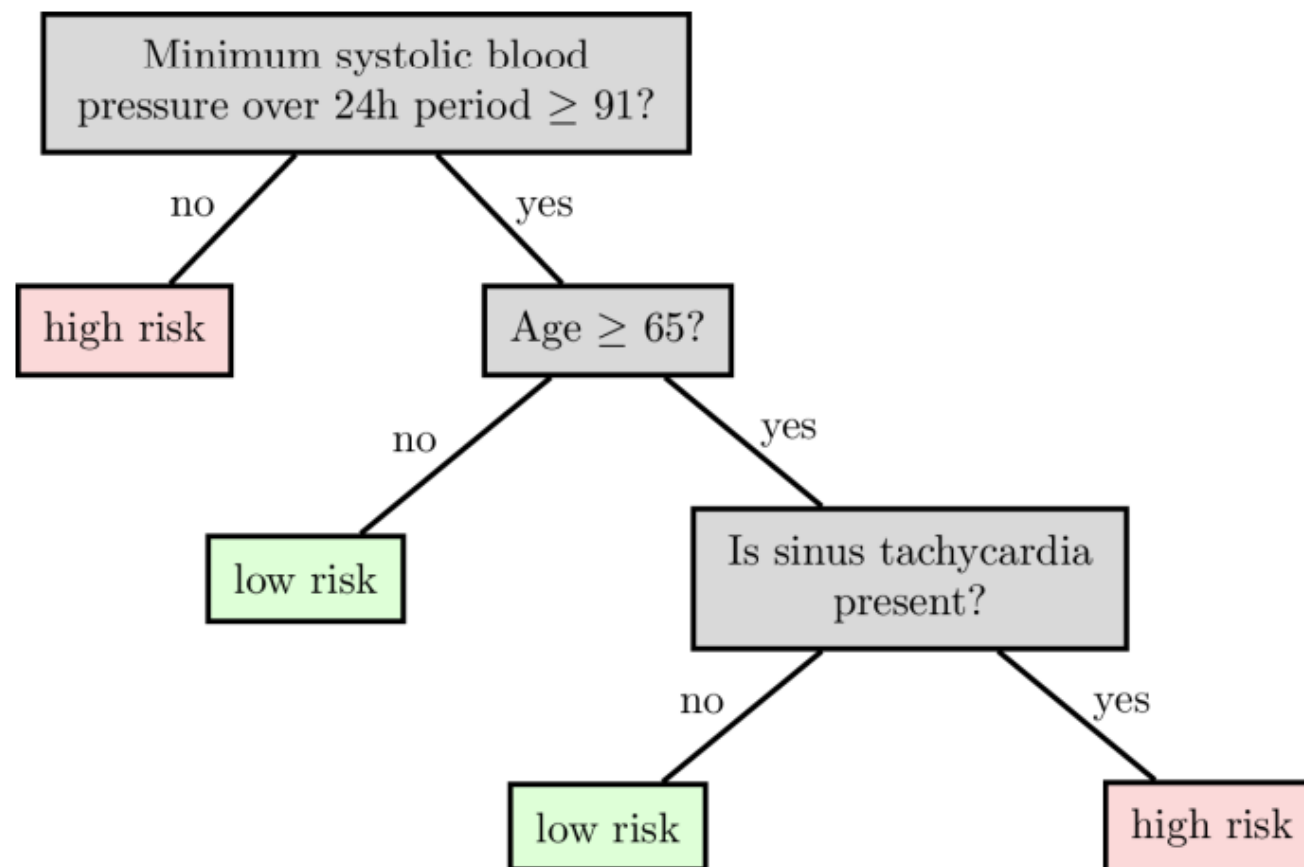 Minimum systolic blood
pressure over 24h period ≥ 91?
no
yes
high risk
Age ≥ 65?
no
yes
low risk
Is sinus tachycardia
present?
no
yes
low risk
high risk